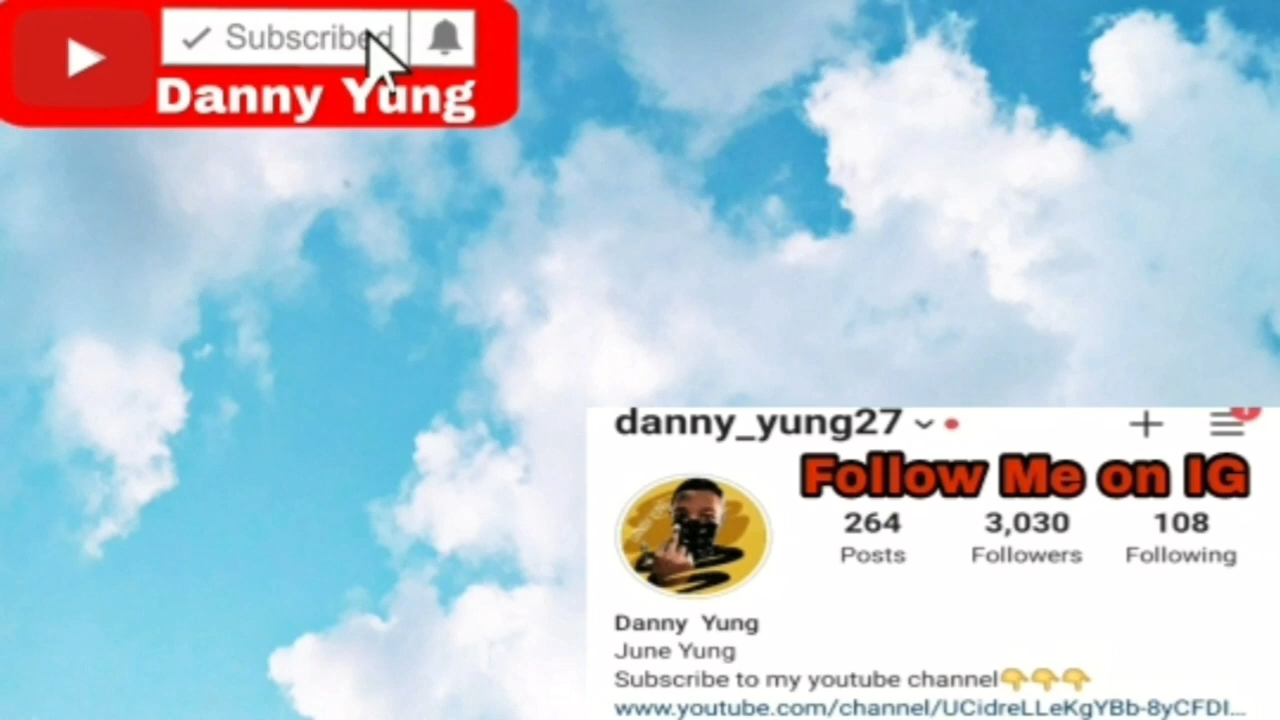 Subscribed
Danny Yung
danny_yung27
Follow Me on IG
264 3,030 108
Posts Followers Following
Danny Yung
June Yung
Subscribe to my youtube channel👇👇👇
www.youtube.com/channel/UCidreLLeKgYBb-8yCFDI...